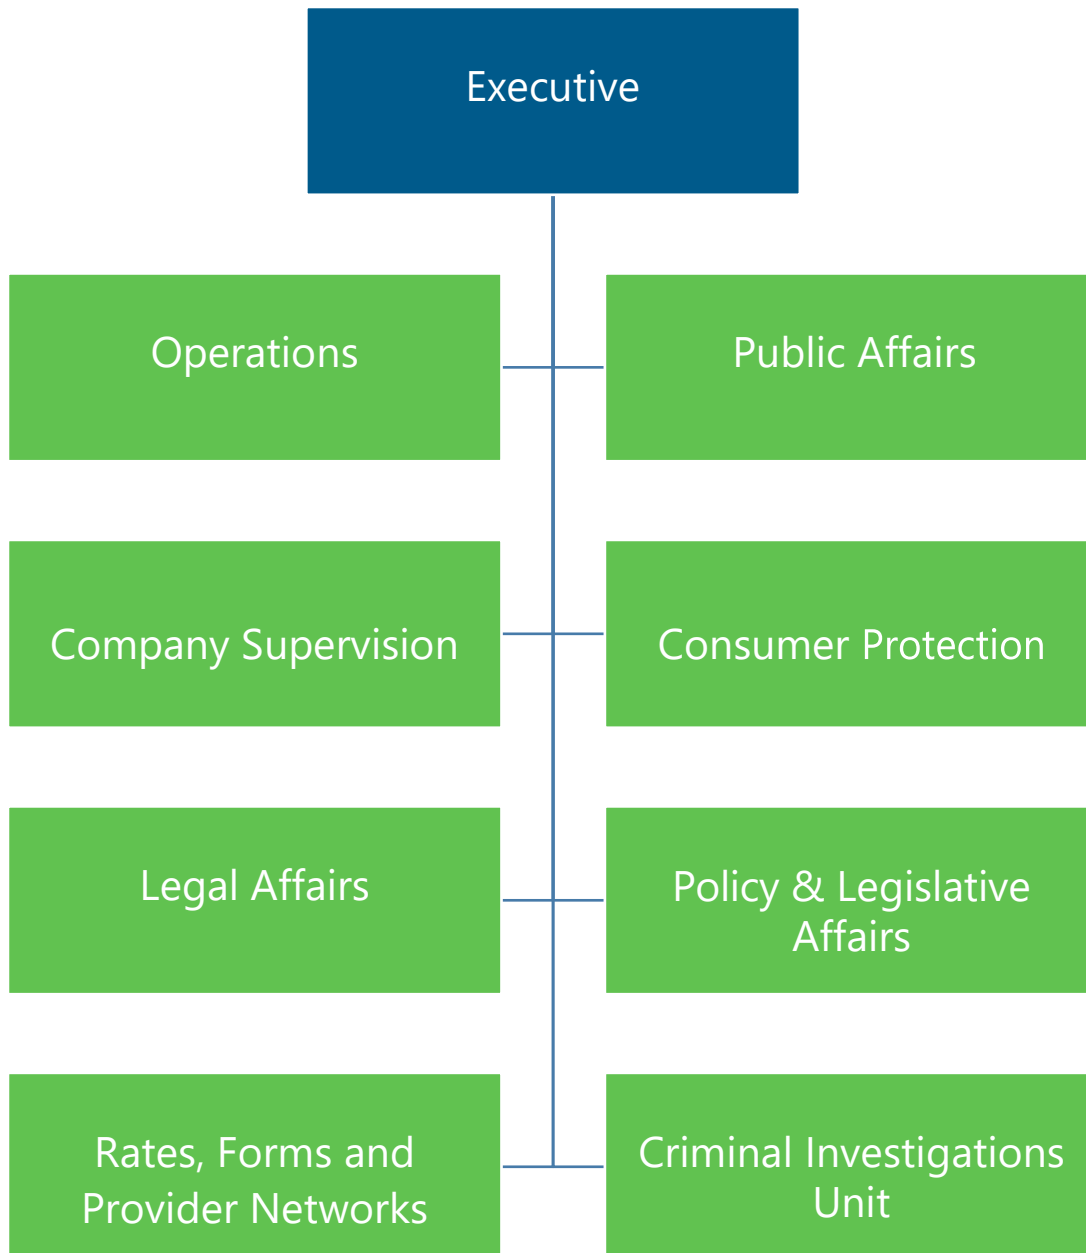 Executive
Operations
Public Affairs
Company Supervision
Consumer Protection
Legal Affairs
Policy & Legislative
Affairs
Rates, Forms and
Provider Networks
Criminal Investigations
Unit